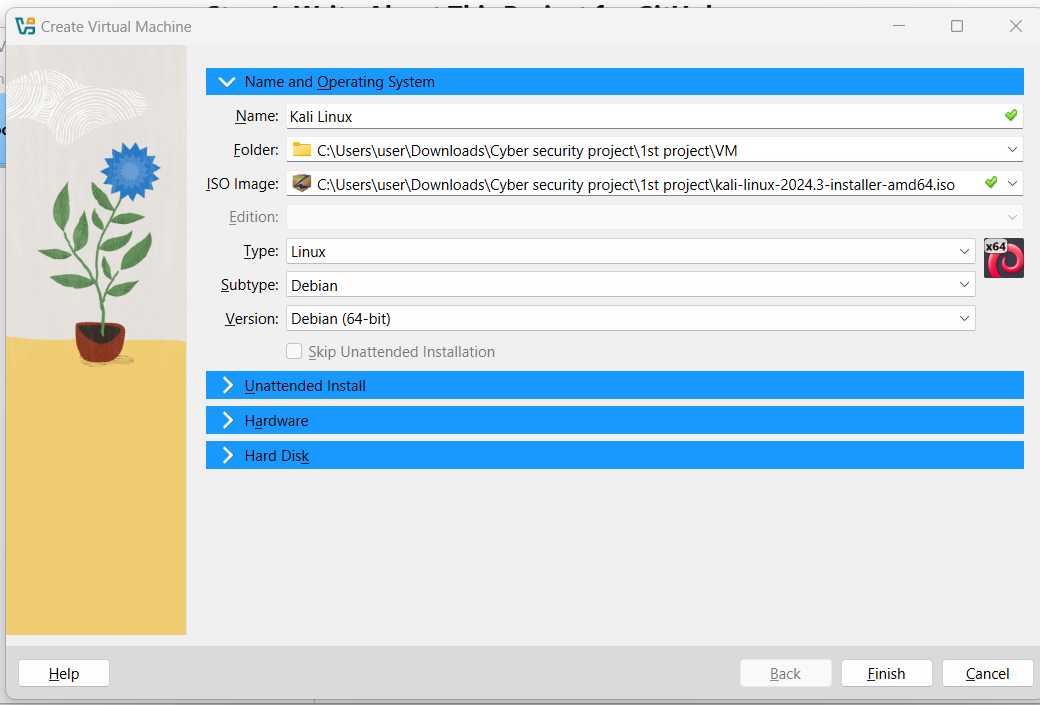 Create Virtual Machine
Name and Operating System
Name: Kali Linux
Folder: C:\Users\user\Downloads\Cyber security project\1st project\VM
ISO Image: C:\Users\user\Downloads\Cyber security project\1st project\kali-linux-2024.3-installer-amd64.iso
Edition:
Type: Linux
x64
Subtype: Debian
Version: Debian (64-bit)
Skip Unattended Installation
Unattended Install
Hardware
Hard Disk
Help
Back
Finish
Cancel